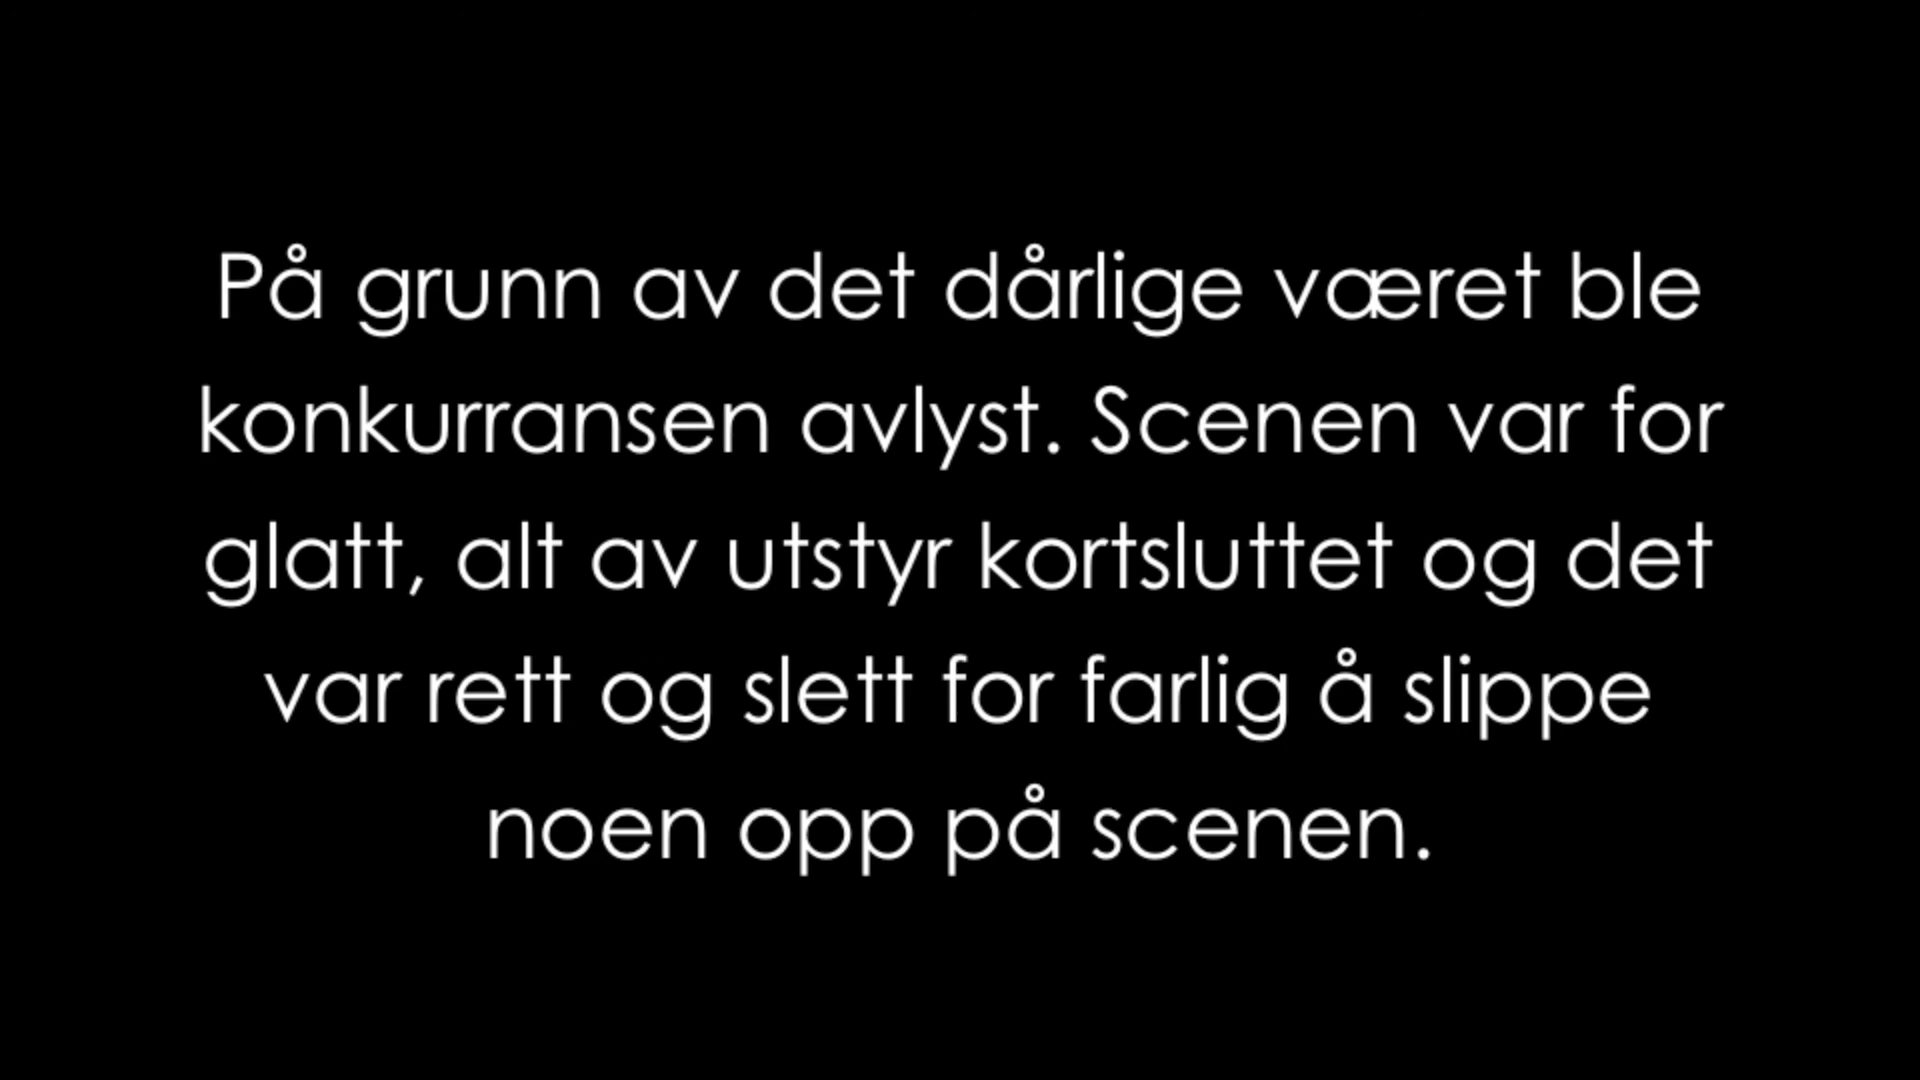 På grunn av det dårlige været ble
konkurransen avlyst. Scenen var for
glatt, alt av utstyr kortsluttet og det
var rett og slett for farlig å slippe
noen opp på scenen.